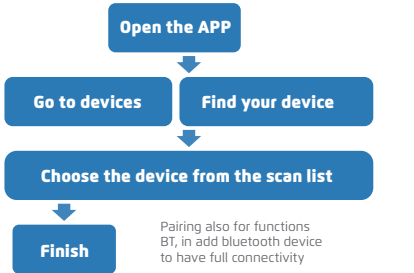 Open the APP
Go to devices
Find your device
Choose the device from the scan list
Finish
Pairing also for functions
BT, in add bluetooth device
to have full connectivity